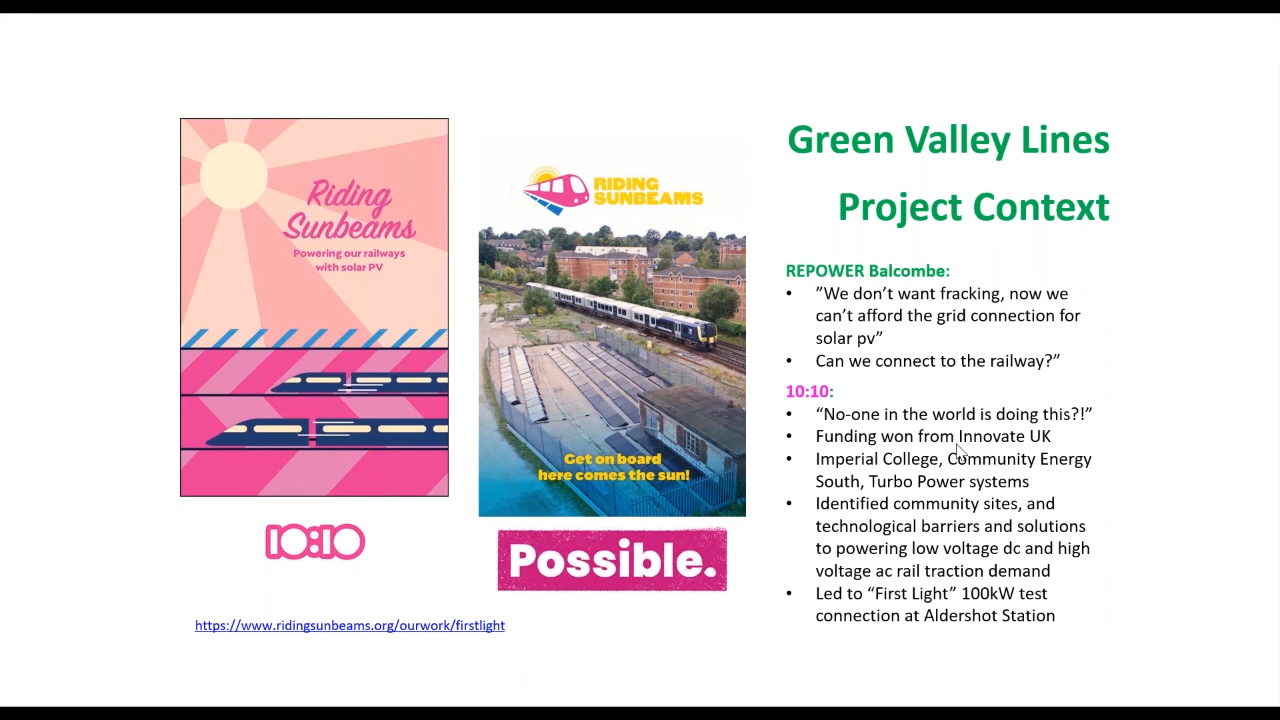 Riding
Sunbeams
Powering our railways
with solar PV
10:10
RIDING
SUNBEAMS
Get on board
here comes the sun!
Possible.
https://www.ridingsunbeams.org/ourwork/firstlight
Green Valley Lines
Project Context
REPOWER Balcombe:
• ”We don’t want fracking, now we
can’t afford the grid connection for
solar pv”
• Can we connect to the railway?”
10:10:
• “No-one in the world is doing this?!”
• Funding won from Innovate UK
• Imperial College, Community Energy
South, Turbo Power systems
• Identified community sites, and
technological barriers and solutions
to powering low voltage dc and high
voltage ac rail traction demand
• Led to “First Light” 100kW test
connection at Aldershot Station